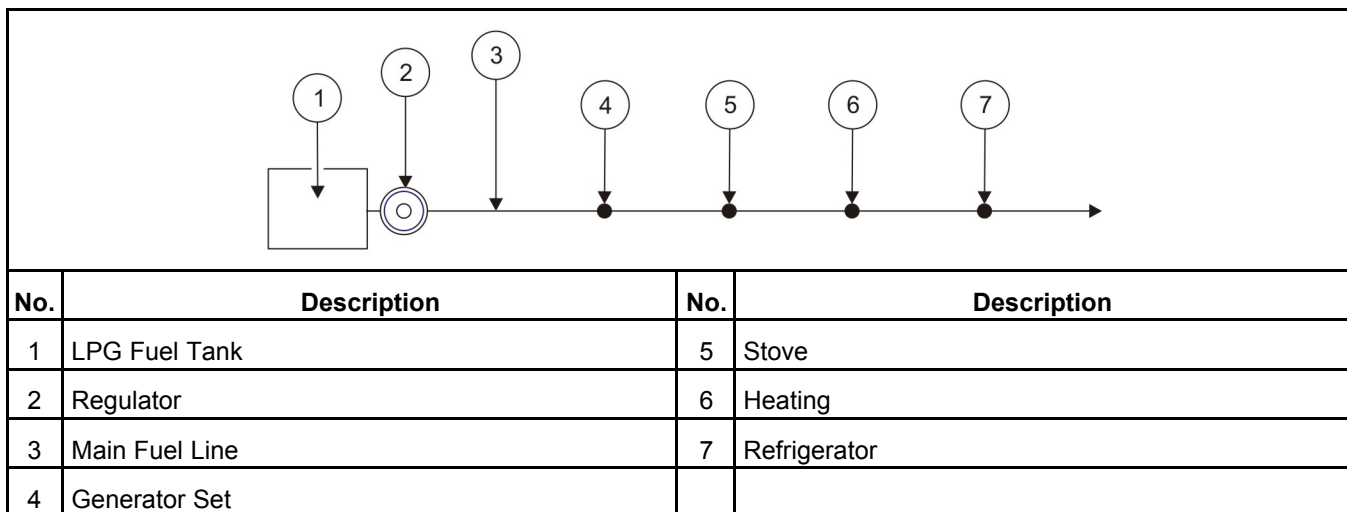 1
2
3
4
5
6
7
No. Description No. Description
1 LPG Fuel Tank 5 Stove
2 Regulator 6 Heating
3 Main Fuel Line 7 Refrigerator
4 Generator Set